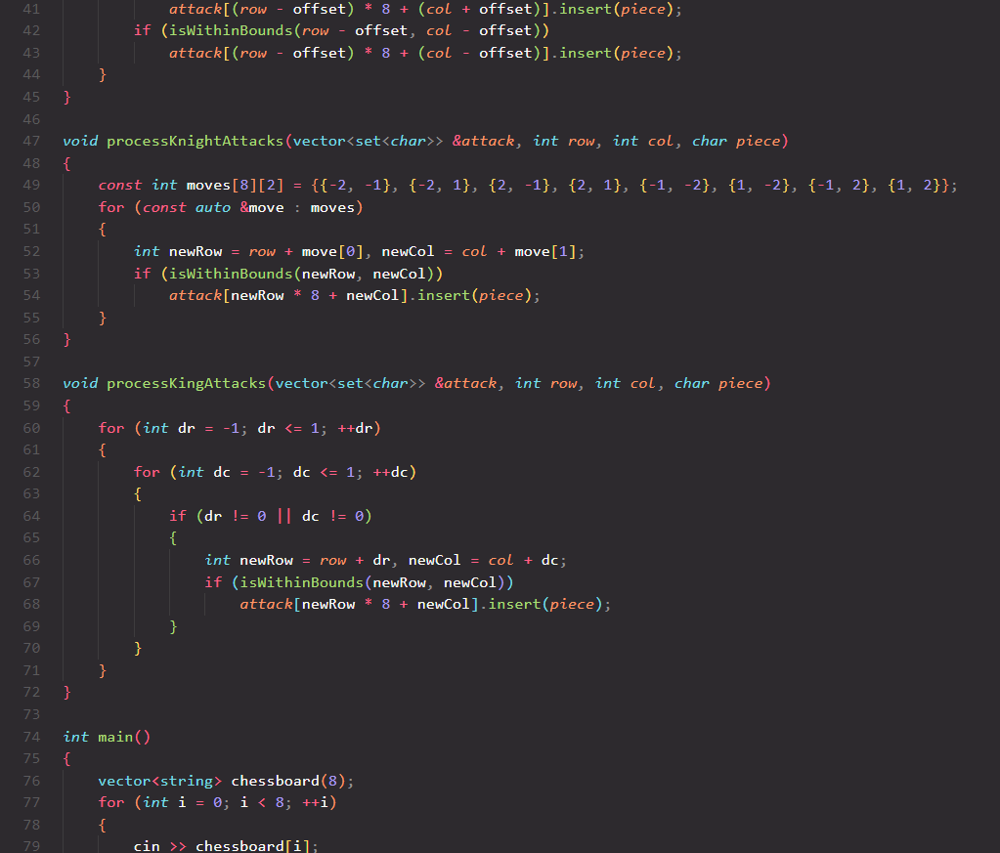 41 attack[(row - offset) * 8 + (col + offset)].insert(piece);
42 if (isWithinBounds(row - offset, col - offset))
43 attack[(row - offset) * 8 + (col - offset)].insert(piece);
44 }
45 }
46
47 void processKnightAttacks(vector<set<char>> &attack, int row, int col, char piece)
48 {
49 const int moves[8][2] = {{-2, -1}, {-2, 1}, {2, -1}, {2, 1}, {-1, -2}, {1, -2}, {-1, 2}, {1, 2}};
50 for (const auto &move : moves)
51 {
52 int newRow = row + move[0], newCol = col + move[1];
53 if (isWithinBounds(newRow, newCol))
54 attack[newRow * 8 + newCol].insert(piece);
55 }
56 }
57
58 void processKingAttacks(vector<set<char>> &attack, int row, int col, char piece)
59 {
60 for (int dr = -1; dr <= 1; ++dr)
61 {
62 for (int dc = -1; dc <= 1; ++dc)
63 {
64 if (dr != 0 || dc != 0)
65 {
66 int newRow = row + dr, newCol = col + dc;
67 if (isWithinBounds(newRow, newCol))
68 attack[newRow * 8 + newCol].insert(piece);
69 }
70 }
71 }
72 }
73
74 int main()
75 {
76 vector<string> chessboard(8);
77 for (int i = 0; i < 8; ++i)
78 {
79 cin >> chessboard[i];